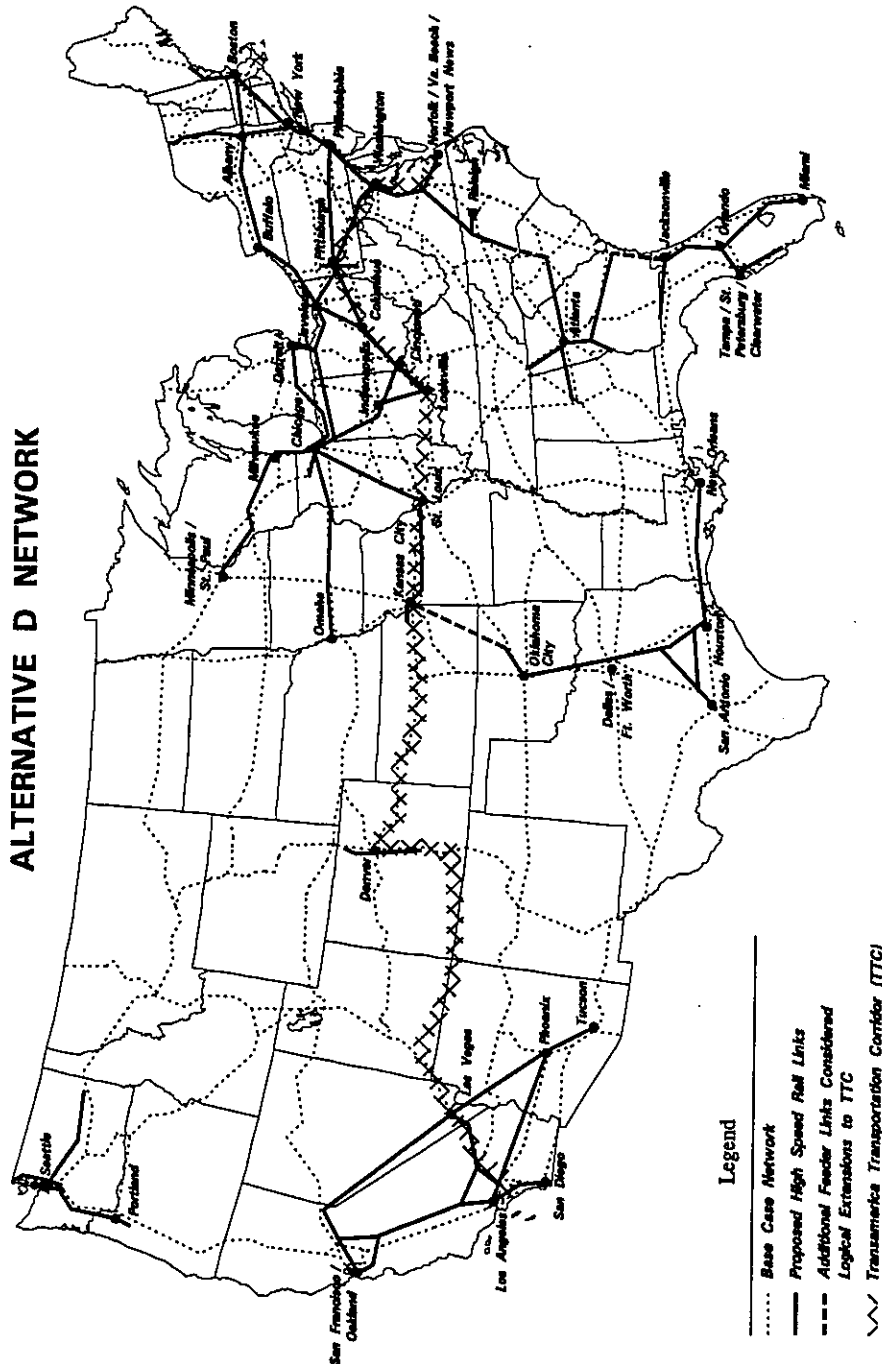 ALTERNATIVE D NETWORK
Seattle
Portland
San Francisco /
Oakland
Los Angeles
San Diego
Las Vegas
Phoenix
Tucson
Denver
Omaha
Minneapolis /
St. Paul
Milwaukee
Chicago
Detroit
Cleveland
Indianapolis
Kansas City
St. Louis
Louisville
Cincinnati
Columbus
Pittsburgh
Buffalo
Albany
Boston
New York
Philadelphia
Washington
Norfolk / Va. Beach /
Newport News
Raleigh
Atlanta
Jacksonville
Orlando
Tampa / St.
Petersburg /
Clearwater
Miami
Oklahoma
City
Dallas /
Ft. Worth
San Antonio
Houston
New Orleans
Legend
Base Case Network
Proposed High Speed Rail Links
Additional Feeder Links Considered
Logical Extensions to TTC
Transamerica Transportation Corridor (TTC)